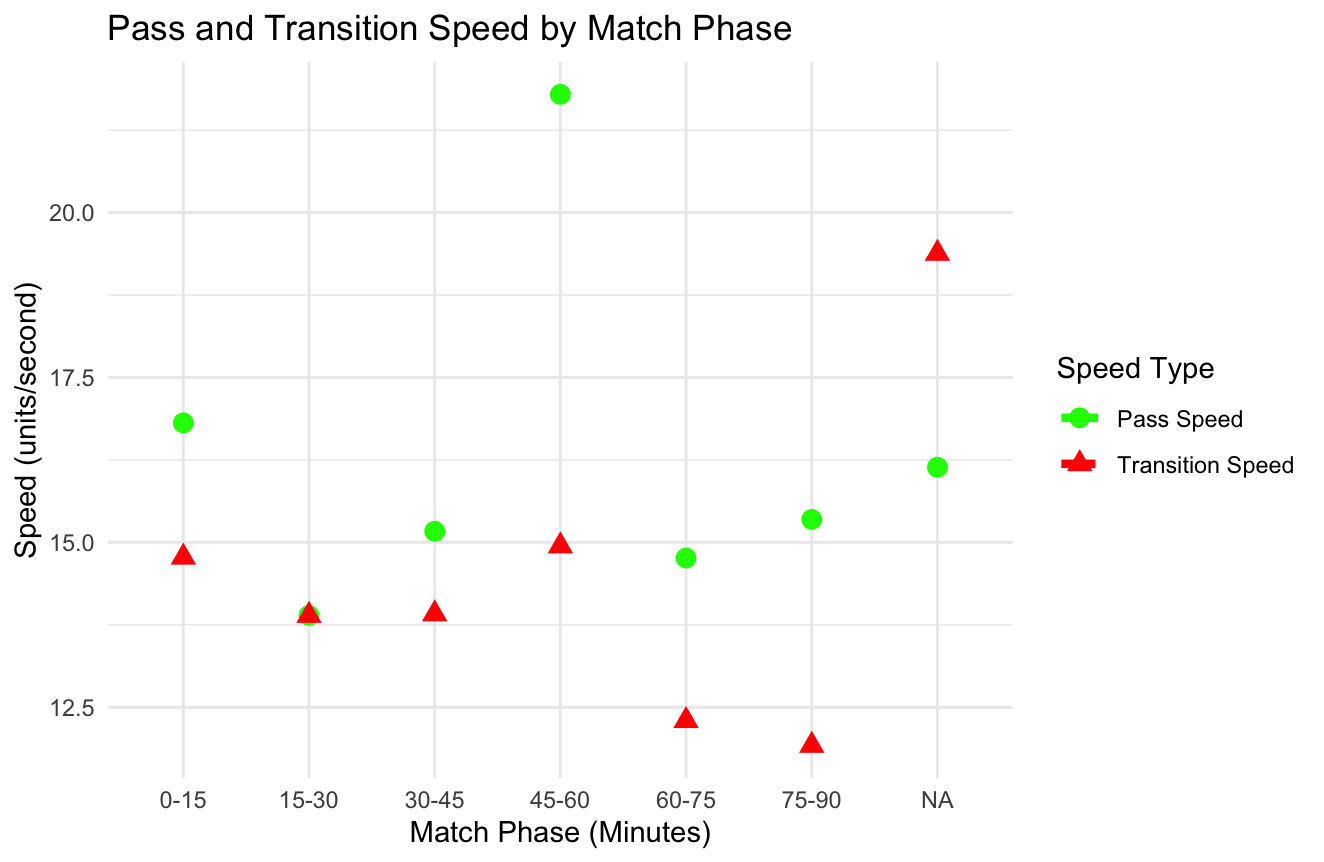 Pass and Transition Speed by Match Phase
Speed (units/second)
20.0
17.5
15.0
12.5
0-15 15-30 30-45 45-60 60-75 75-90 NA
Match Phase (Minutes)
Speed Type
Pass Speed
Transition Speed